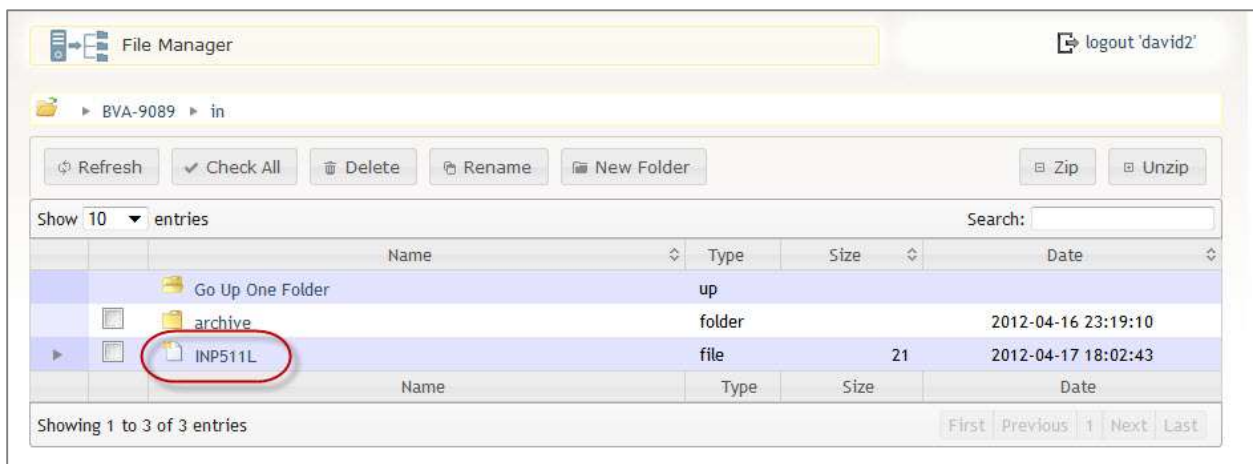 File Manager logout 'david2'
BVA-9089 in
Refresh Check All Delete Rename New Folder Zip Unzip
Show 10 entries Search:
Name Type Size Date
Go Up One Folder up
archive folder 2012-04-16 23:19:10
INP511L file 21 2012-04-17 18:02:43
Name Type Size Date
Showing 1 to 3 of 3 entries First Previous 1 Next Last